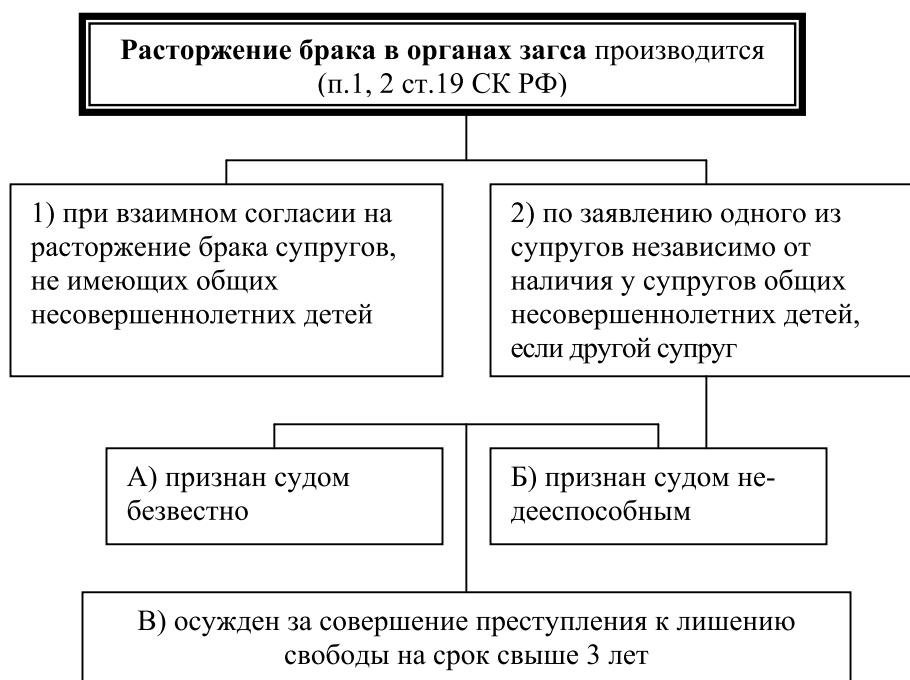 Расторжение брака в органах загса производится
(п.1, 2 ст.19 СК РФ)
1) при взаимном согласии на
расторжение брака супругов,
не имеющих общих
несовершеннолетних детей
2) по заявлению одного из
супругов независимо от
наличия у супругов общих
несовершеннолетних детей,
если другой супруг
А) признан судом
безвестно
Б) признан судом не-
дееспособным
В) осужден за совершение преступления к лишению
свободы на срок свыше 3 лет